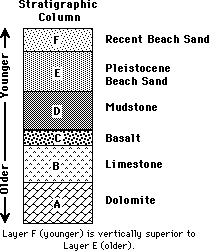 Stratigraphic
Column
Younger
Older
F Recent Beach Sand
E Pleistocene
Beach Sand
D Mudstone
C Basalt
B Limestone
A Dolomite
Layer F (younger) is vertically superior to
Layer E (older).